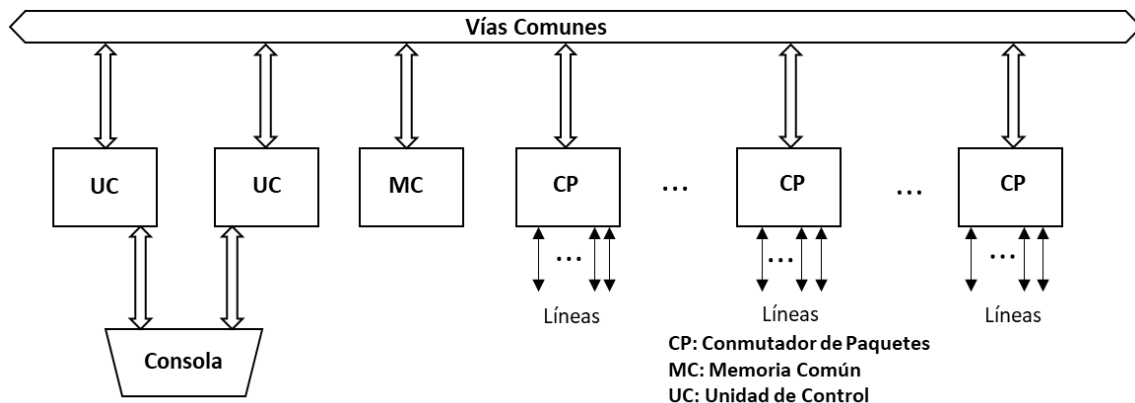 Vías Comunes
UC
UC
MC
CP
...
CP
...
CP
...
...
...
Líneas
Líneas
Líneas
Consola
CP: Conmutador de Paquetes
MC: Memoria Común
UC: Unidad de Control